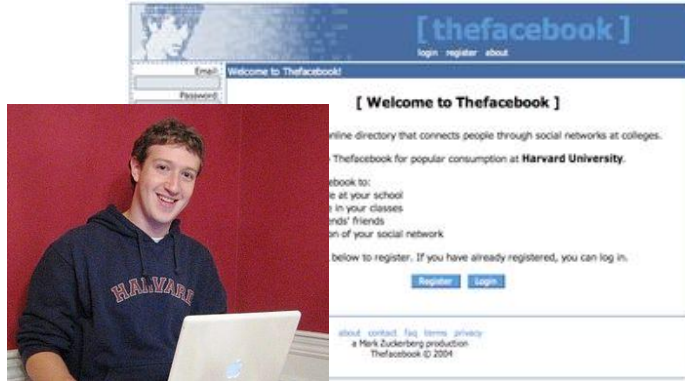 [ thefacebook ]
login register about
Email:
Welcome to Thefacebook!
Password:
[ Welcome to Thefacebook ]
online directory that connects people through social networks at colleges.
Thefacebook for popular consumption at Harvard University.
ebook to:
e at your school
e in your classes
ends' friends
on of your social network
below to register. If you have already registered, you can log in.
Register Login
HARVARD
about contact faq terms privacy
a Mark Zuckerberg production
Thefacebook © 2004